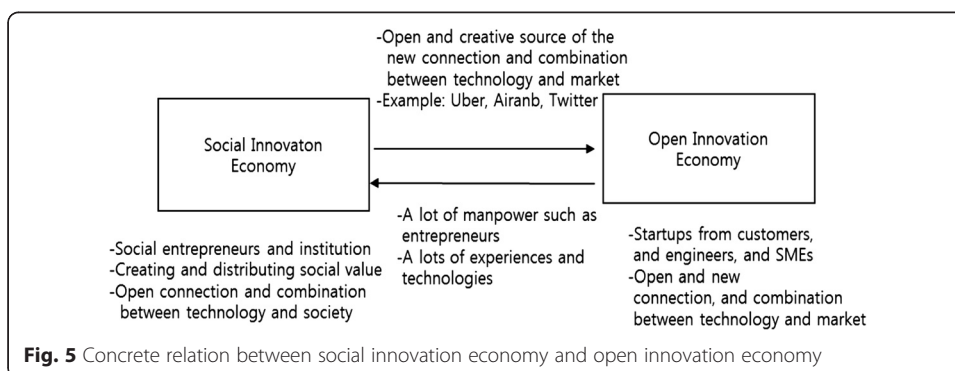 -Open and creative source of the
new connection and combination
between technology and market
-Example: Uber, Airanb, Twitter
Social Innovaton
Economy
Open Innovation
Economy
-A lot of manpower such as
entrepreneurs
-A lots of experiences and
technologies
-Social entrepreneurs and institution
-Creating and distributing social value
-Open connection and combination
between technology and society
-Startups from customers,
and engineers, and SMEs
-Open and new
connection, and combination
between technology and market
Fig. 5 Concrete relation between social innovation economy and open innovation economy